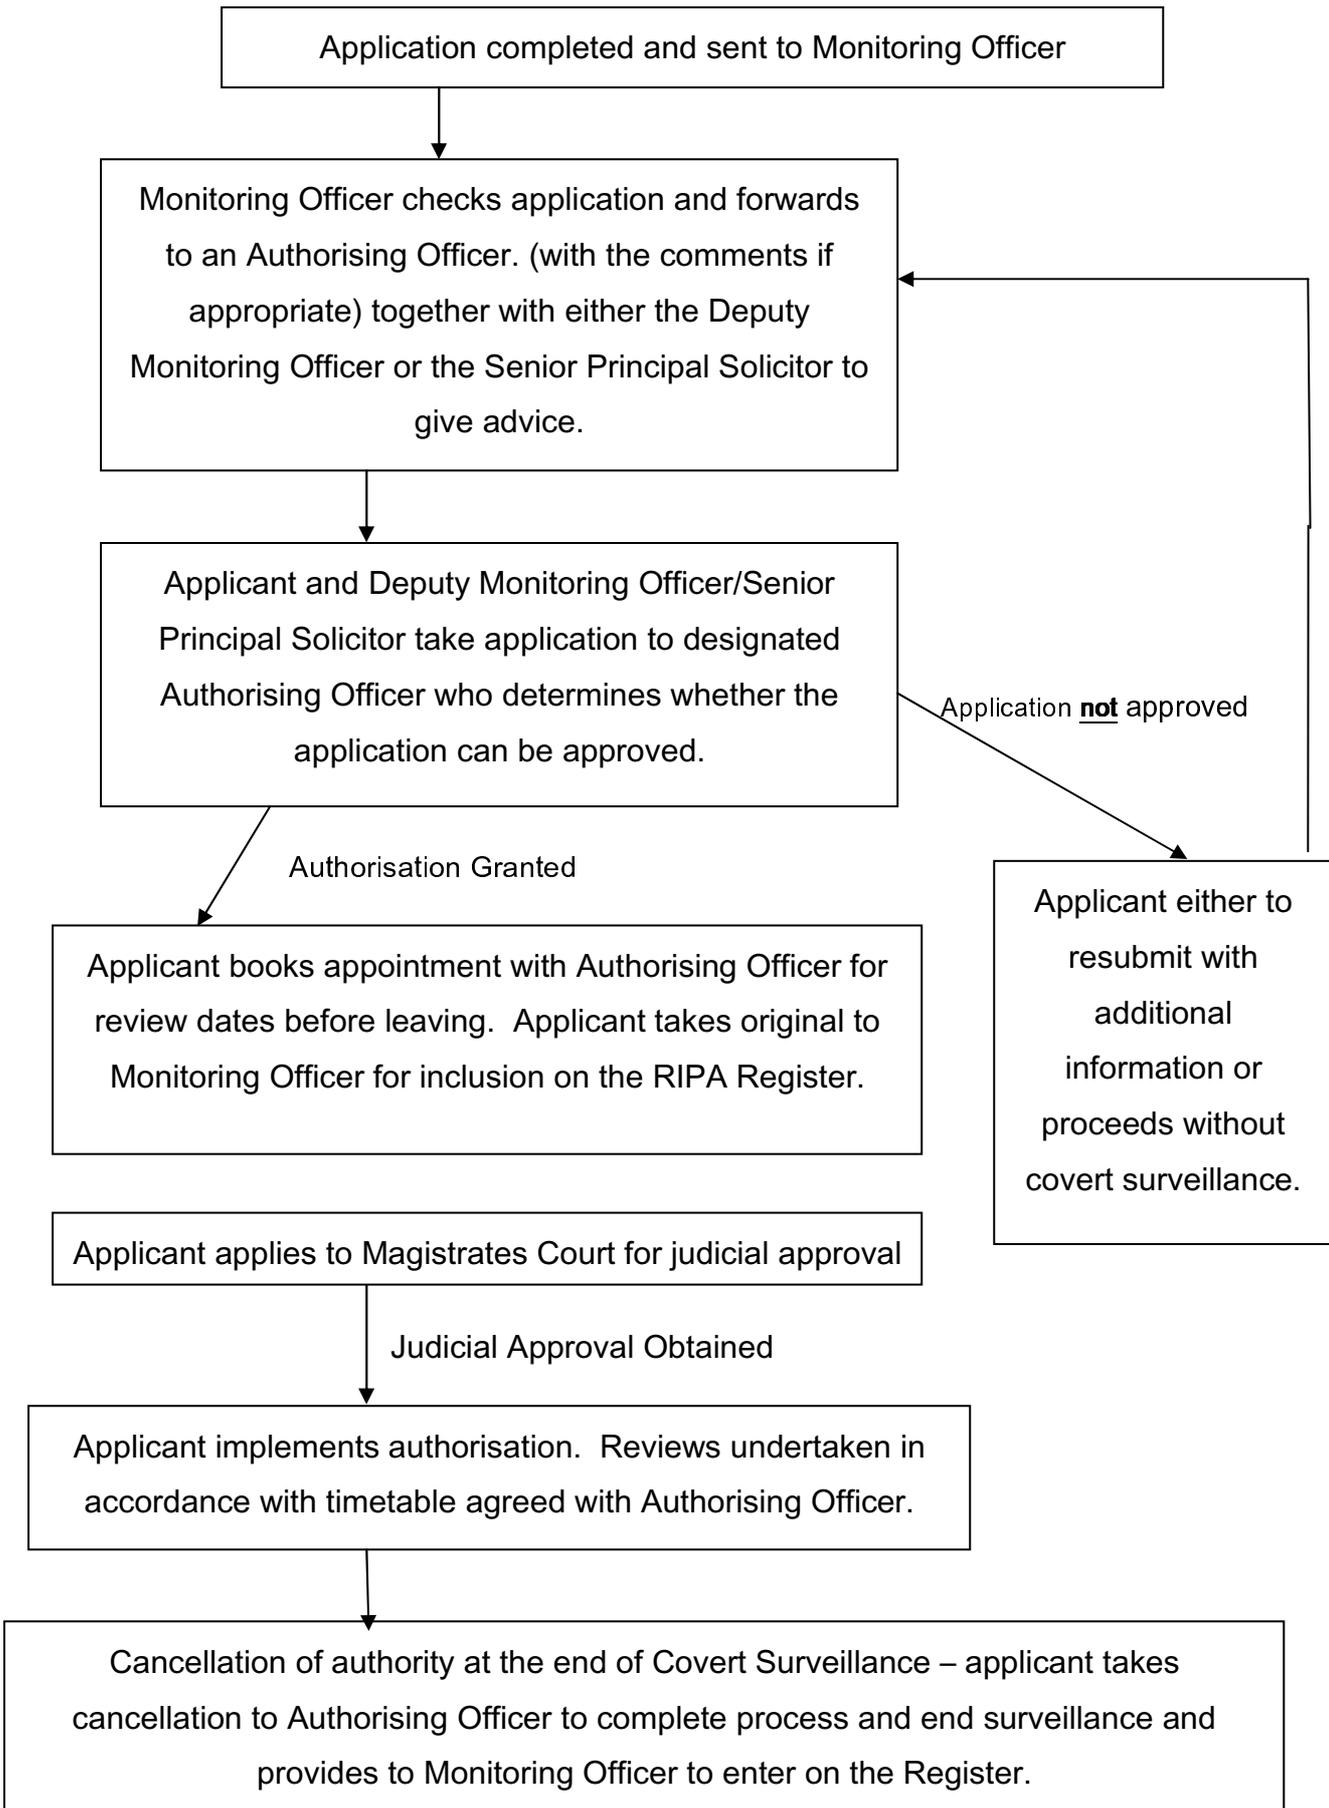 Application completed and sent to Monitoring Officer
Monitoring Officer checks application and forwards
to an Authorising Officer. (with the comments if
appropriate) together with either the Deputy
Monitoring Officer or the Senior Principal Solicitor to
give advice.
Applicant and Deputy Monitoring Officer/Senior
Principal Solicitor take application to designated
Authorising Officer who determines whether the
application can be approved.
Application not approved
Authorisation Granted
Applicant either to
resubmit with
additional
information or
proceeds without
covert surveillance.
Applicant books appointment with Authorising Officer for
review dates before leaving.  Applicant takes original to
Monitoring Officer for inclusion on the RIPA Register.
Applicant applies to Magistrates Court for judicial approval
Judicial Approval Obtained
Applicant implements authorisation.  Reviews undertaken in
accordance with timetable agreed with Authorising Officer.
Cancellation of authority at the end of Covert Surveillance – applicant takes
cancellation to Authorising Officer to complete process and end surveillance and
provides to Monitoring Officer to enter on the Register.